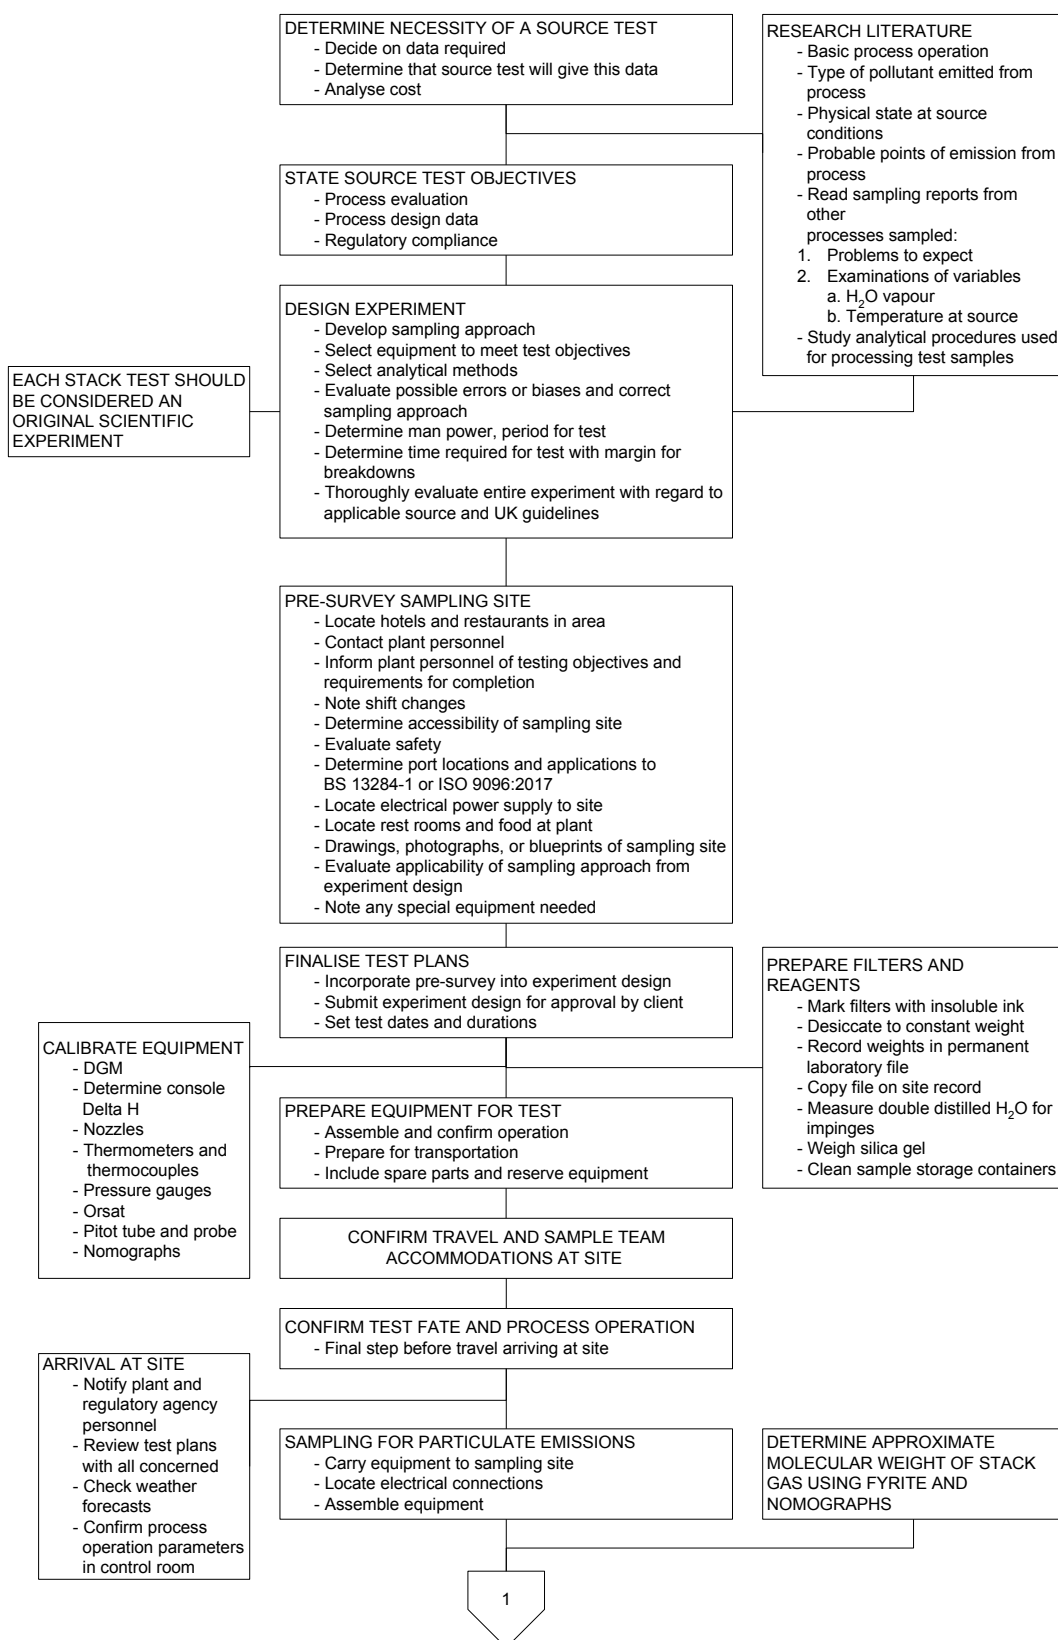 DETERMINE NECESSITY OF A SOURCE TEST
- Decide on data required
- Determine that source test will give this data
- Analyse cost
RESEARCH LITERATURE
- Basic process operation
- Type of pollutant emitted from
process
- Physical state at source
conditions
- Probable points of emission from
process
- Read sampling reports from
other
processes sampled:
1. Problems to expect
2. Examinations of variables
a. H₂O vapour
b. Temperature at source
- Study analytical procedures used
for processing test samples
STATE SOURCE TEST OBJECTIVES
- Process evaluation
- Process design data
- Regulatory compliance
DESIGN EXPERIMENT
- Develop sampling approach
- Select equipment to meet test objectives
- Select analytical methods
- Evaluate possible errors or biases and correct
sampling approach
- Determine man power, period for test
- Determine time required for test with margin for
breakdowns
- Thoroughly evaluate entire experiment with regard to
applicable source and UK guidelines
EACH STACK TEST SHOULD
BE CONSIDERED AN
ORIGINAL SCIENTIFIC
EXPERIMENT
PRE-SURVEY SAMPLING SITE
- Locate hotels and restaurants in area
- Contact plant personnel
- Inform plant personnel of testing objectives and
requirements for completion
- Note shift changes
- Determine accessibility of sampling site
- Evaluate safety
- Determine port locations and applications to
BS 13284-1 or ISO 9096:2017
- Locate electrical power supply to site
- Locate rest rooms and food at plant
- Drawings, photographs, or blueprints of sampling site
- Evaluate applicability of sampling approach from
experiment design
- Note any special equipment needed
FINALISE TEST PLANS
- Incorporate pre-survey into experiment design
- Submit experiment design for approval by client
- Set test dates and durations
PREPARE FILTERS AND
REAGENTS
- Mark filters with insoluble ink
- Desiccate to constant weight
- Record weights in permanent
laboratory file
- Copy file on site record
- Measure double distilled H₂O for
impinges
- Weigh silica gel
- Clean sample storage containers
CALIBRATE EQUIPMENT
- DGM
- Determine console
Delta H
- Nozzles
- Thermometers and
thermocouples
- Pressure gauges
- Orsat
- Pitot tube and probe
- Nomographs
PREPARE EQUIPMENT FOR TEST
- Assemble and confirm operation
- Prepare for transportation
- Include spare parts and reserve equipment
CONFIRM TRAVEL AND SAMPLE TEAM
ACCOMMODATIONS AT SITE
CONFIRM TEST FATE AND PROCESS OPERATION
- Final step before travel arriving at site
ARRIVAL AT SITE
- Notify plant and
regulatory agency
personnel
- Review test plans
with all concerned
- Check weather
forecasts
- Confirm process
operation parameters
in control room
SAMPLING FOR PARTICULATE EMISSIONS
- Carry equipment to sampling site
- Locate electrical connections
- Assemble equipment
DETERMINE APPROXIMATE
MOLECULAR WEIGHT OF STACK
GAS USING FYRITE AND
NOMOGRAPHS
1